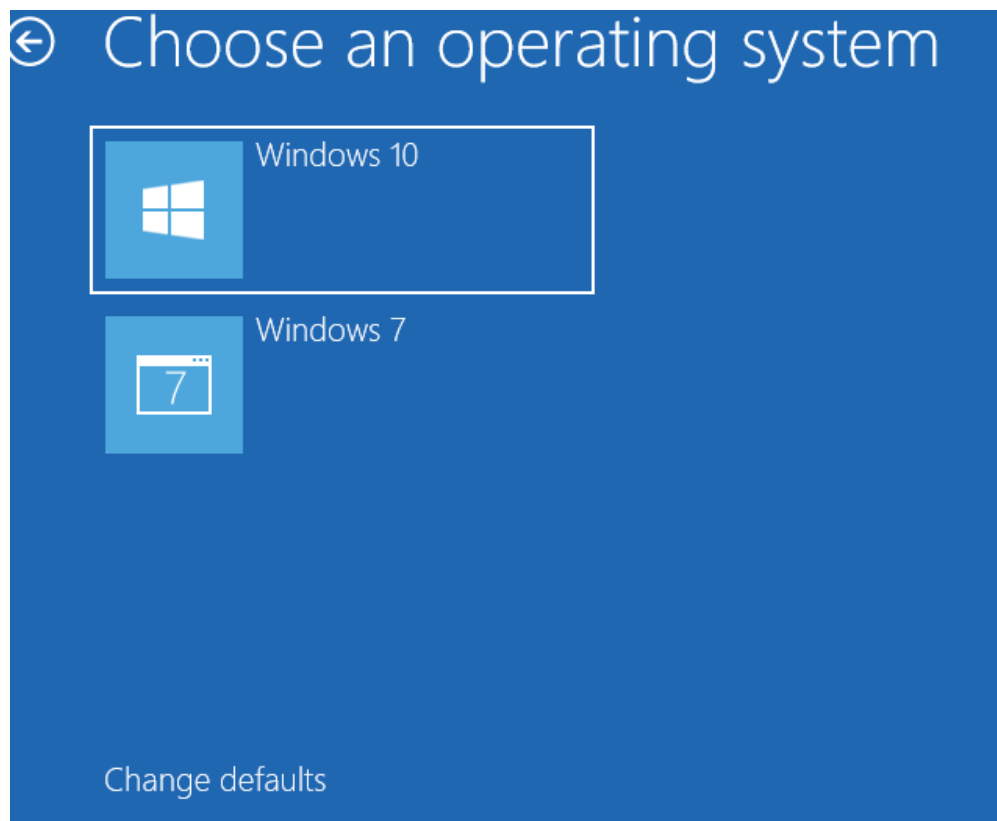 Choose an operating system
Windows 10
Windows 7
7
Change defaults